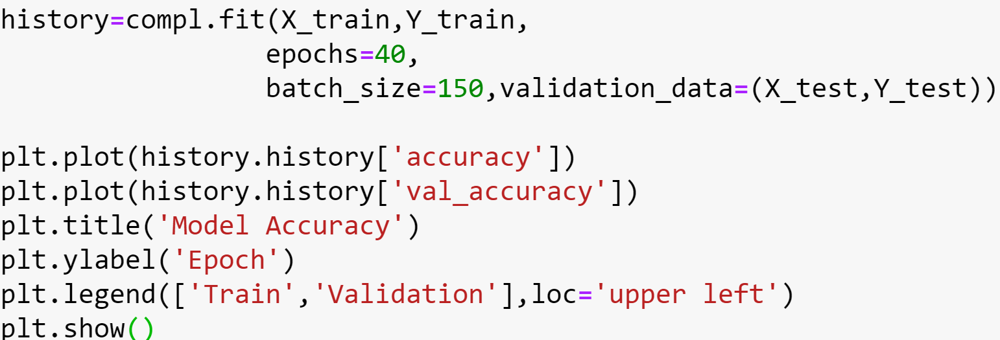 history=compl.fit(X_train,Y_train,
epochs=40,
batch_size=150,validation_data=(X_test,Y_test))
plt.plot(history.history['accuracy'])
plt.plot(history.history['val_accuracy'])
plt.title('Model Accuracy')
plt.ylabel('Epoch')
plt.legend(['Train','Validation'],loc='upper left')
plt.show()